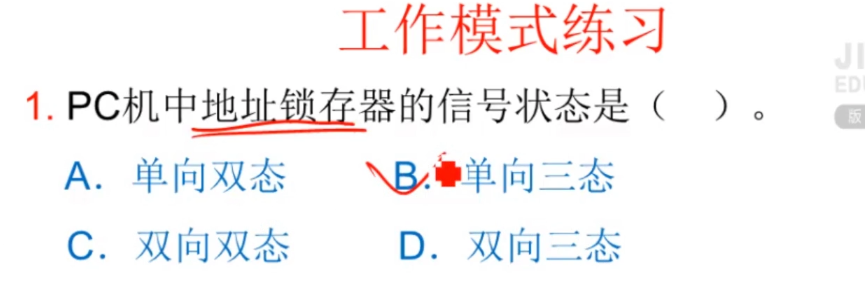 工作模式练习
JI
EDU
版
1. PC机中地址锁存器的信号状态是（ ）。
A. 单向双态 B. 单向三态
C. 双向双态 D. 双向三态